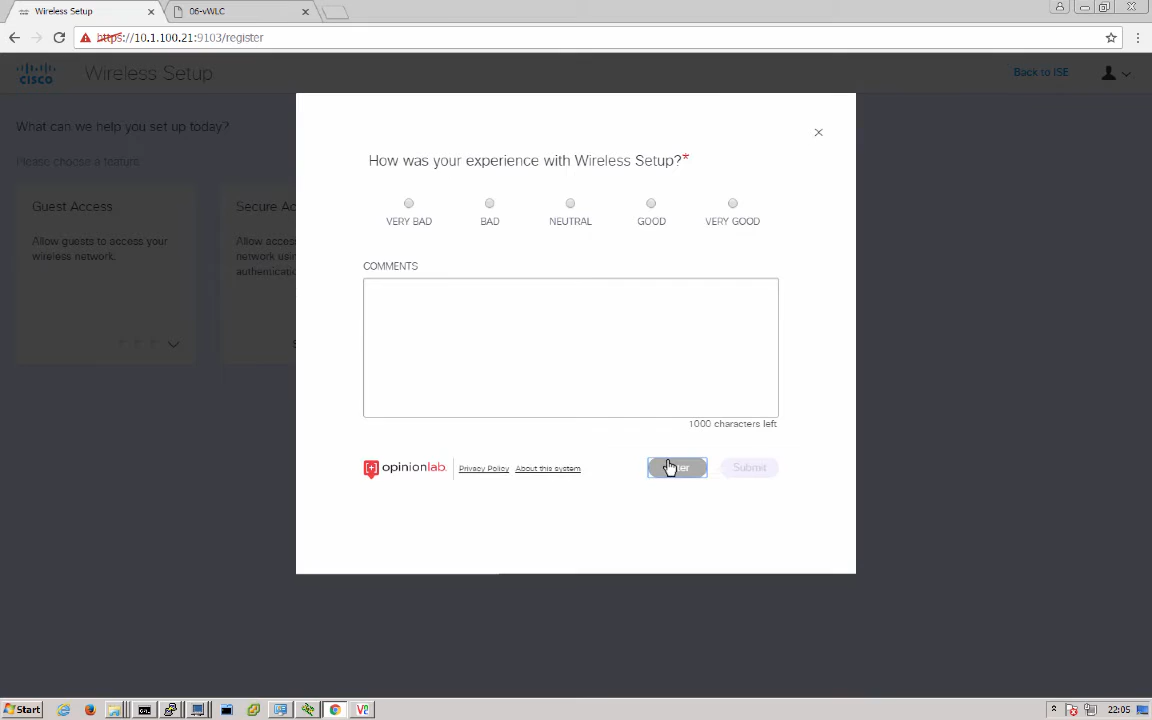 Wireless Setup
06-vWLC
https://10.1.100.21:9103/register
CISCO
Wireless Setup
Back to ISE
What can we help you set up today?
Please choose a feature
Guest Access
Allow guests to access your
wireless network.
Secure
Allow
network
How was your experience with Wireless Setup?*
VERY BAD
BAD
NEUTRAL
GOOD
VERY GOOD
COMMENTS
1000 characters left
[+] opinionlab.
Privacy Policy
About this system
Submit
Start
22:05